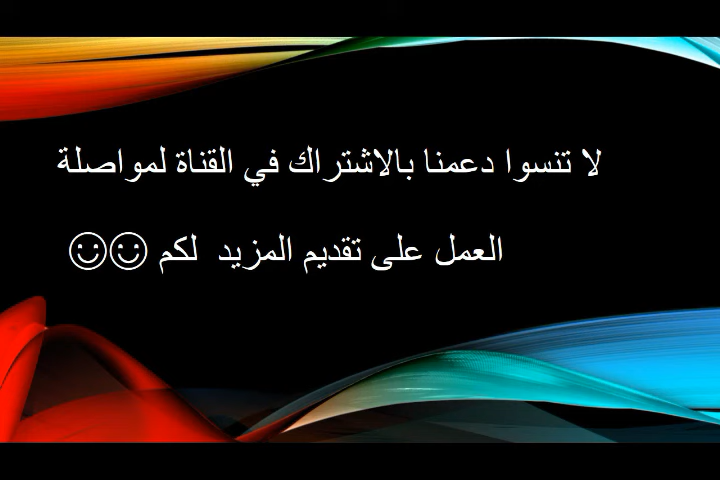 لا تنسوا دعمنا بالاشتراك في القناة لمواصلة
العمل على تقديم المزيد لكم ☺☺